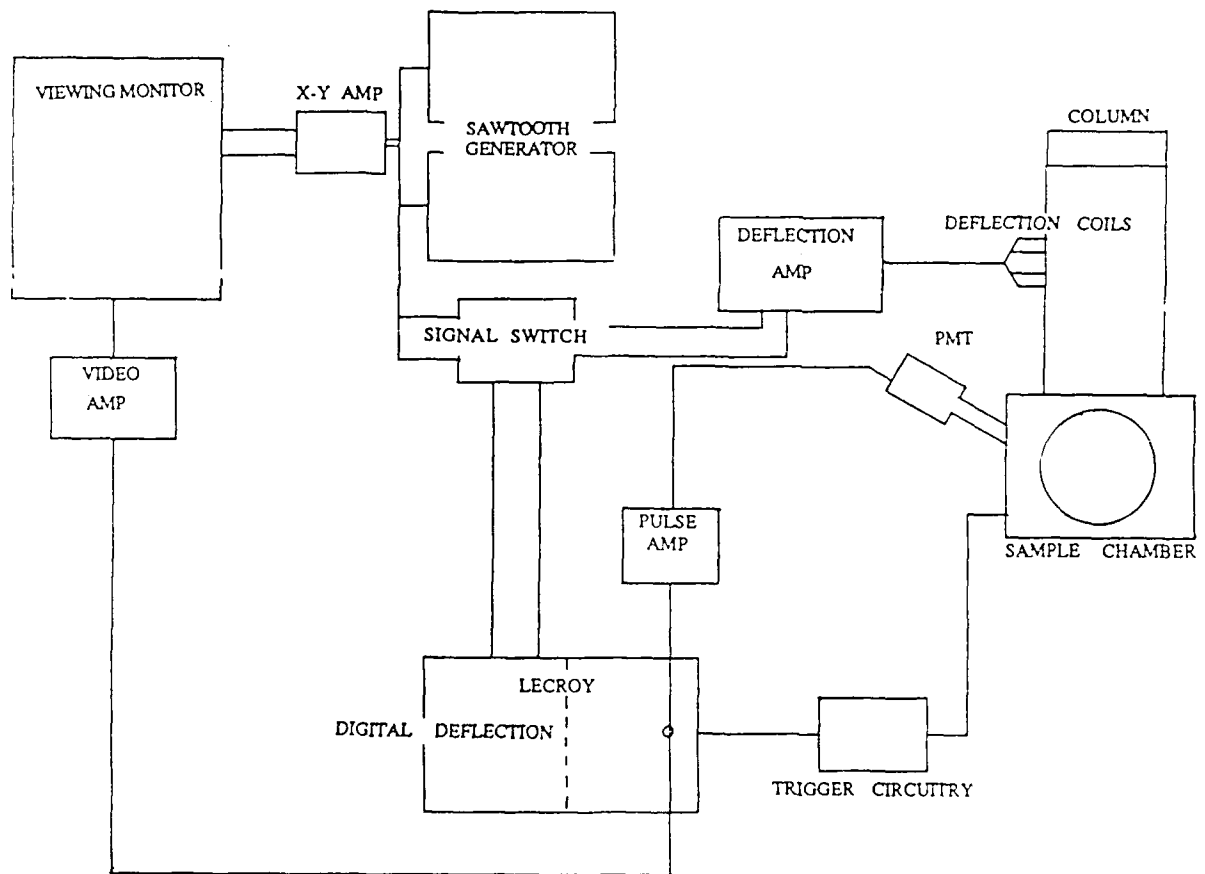 VIEWING MONITOR
X-Y AMP
SAWTOOTH
GENERATOR
COLUMN
DEFLECTION COILS
DEFLECTION
AMP
SIGNAL SWITCH
PMT
VIDEO
AMP
PULSE
AMP
SAMPLE CHAMBER
LECROY
DIGITAL DEFLECTION
TRIGGER CIRCUITRY